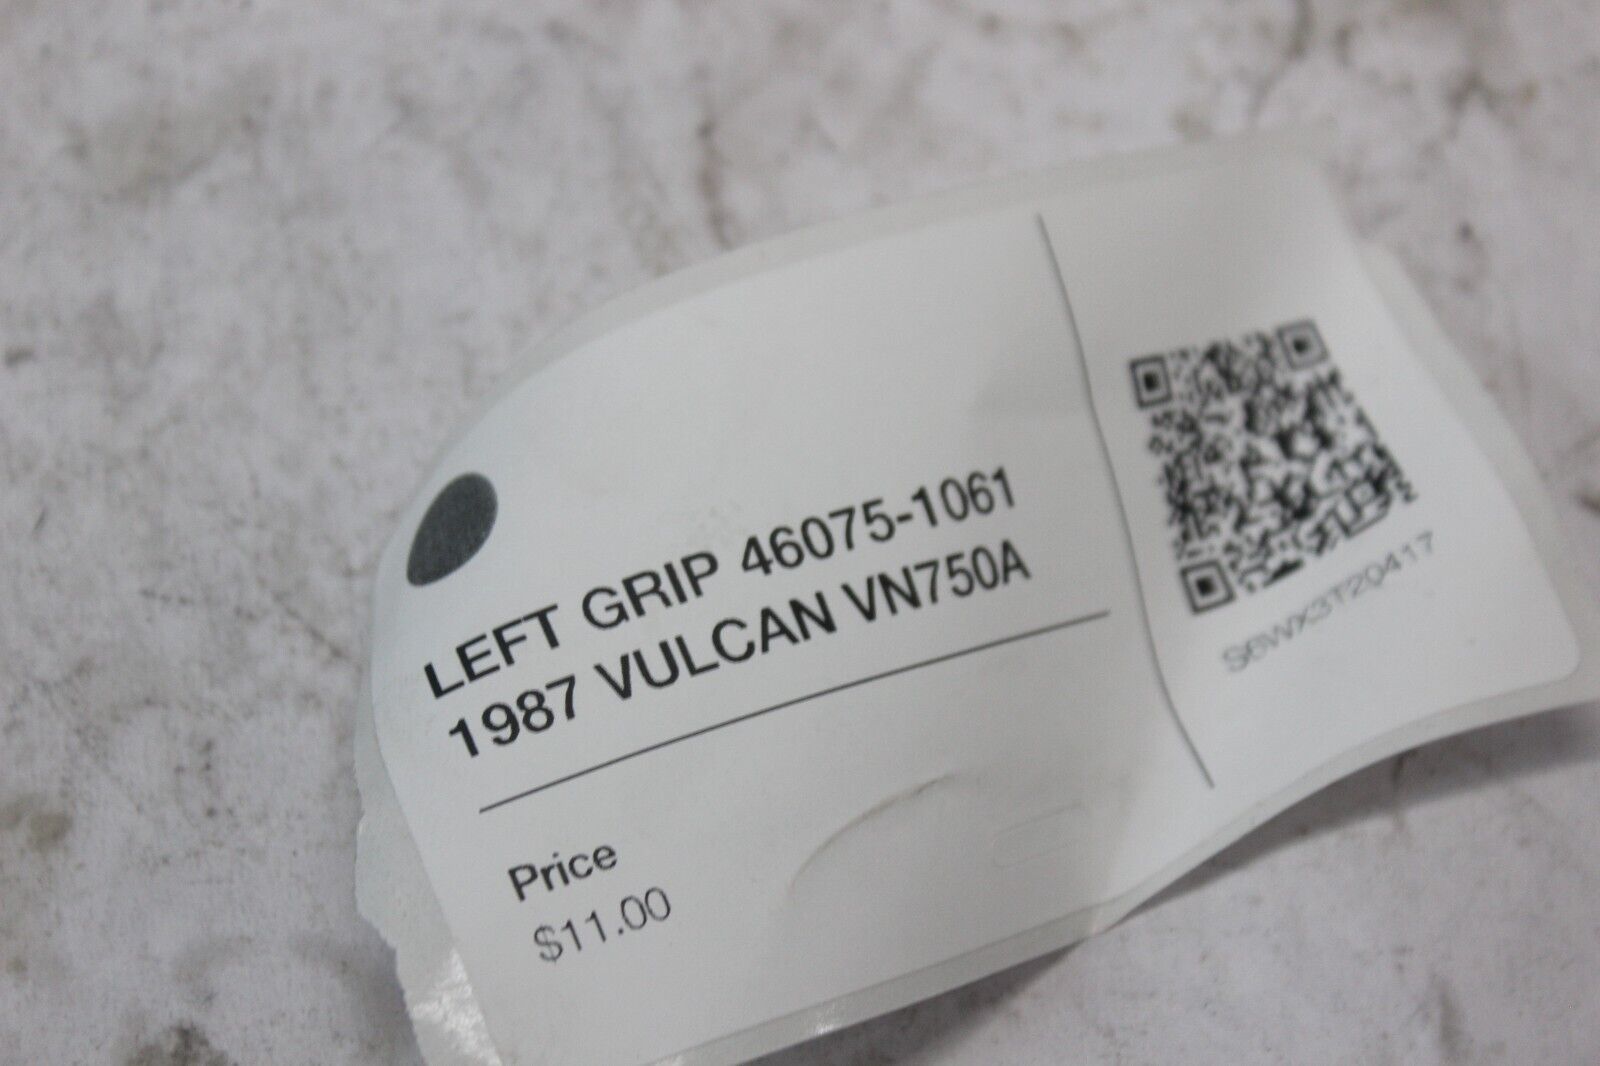 LEFT GRIP 46075-1061
1987 VULCAN VN750A
Price
$11.00
S6WX3T20417